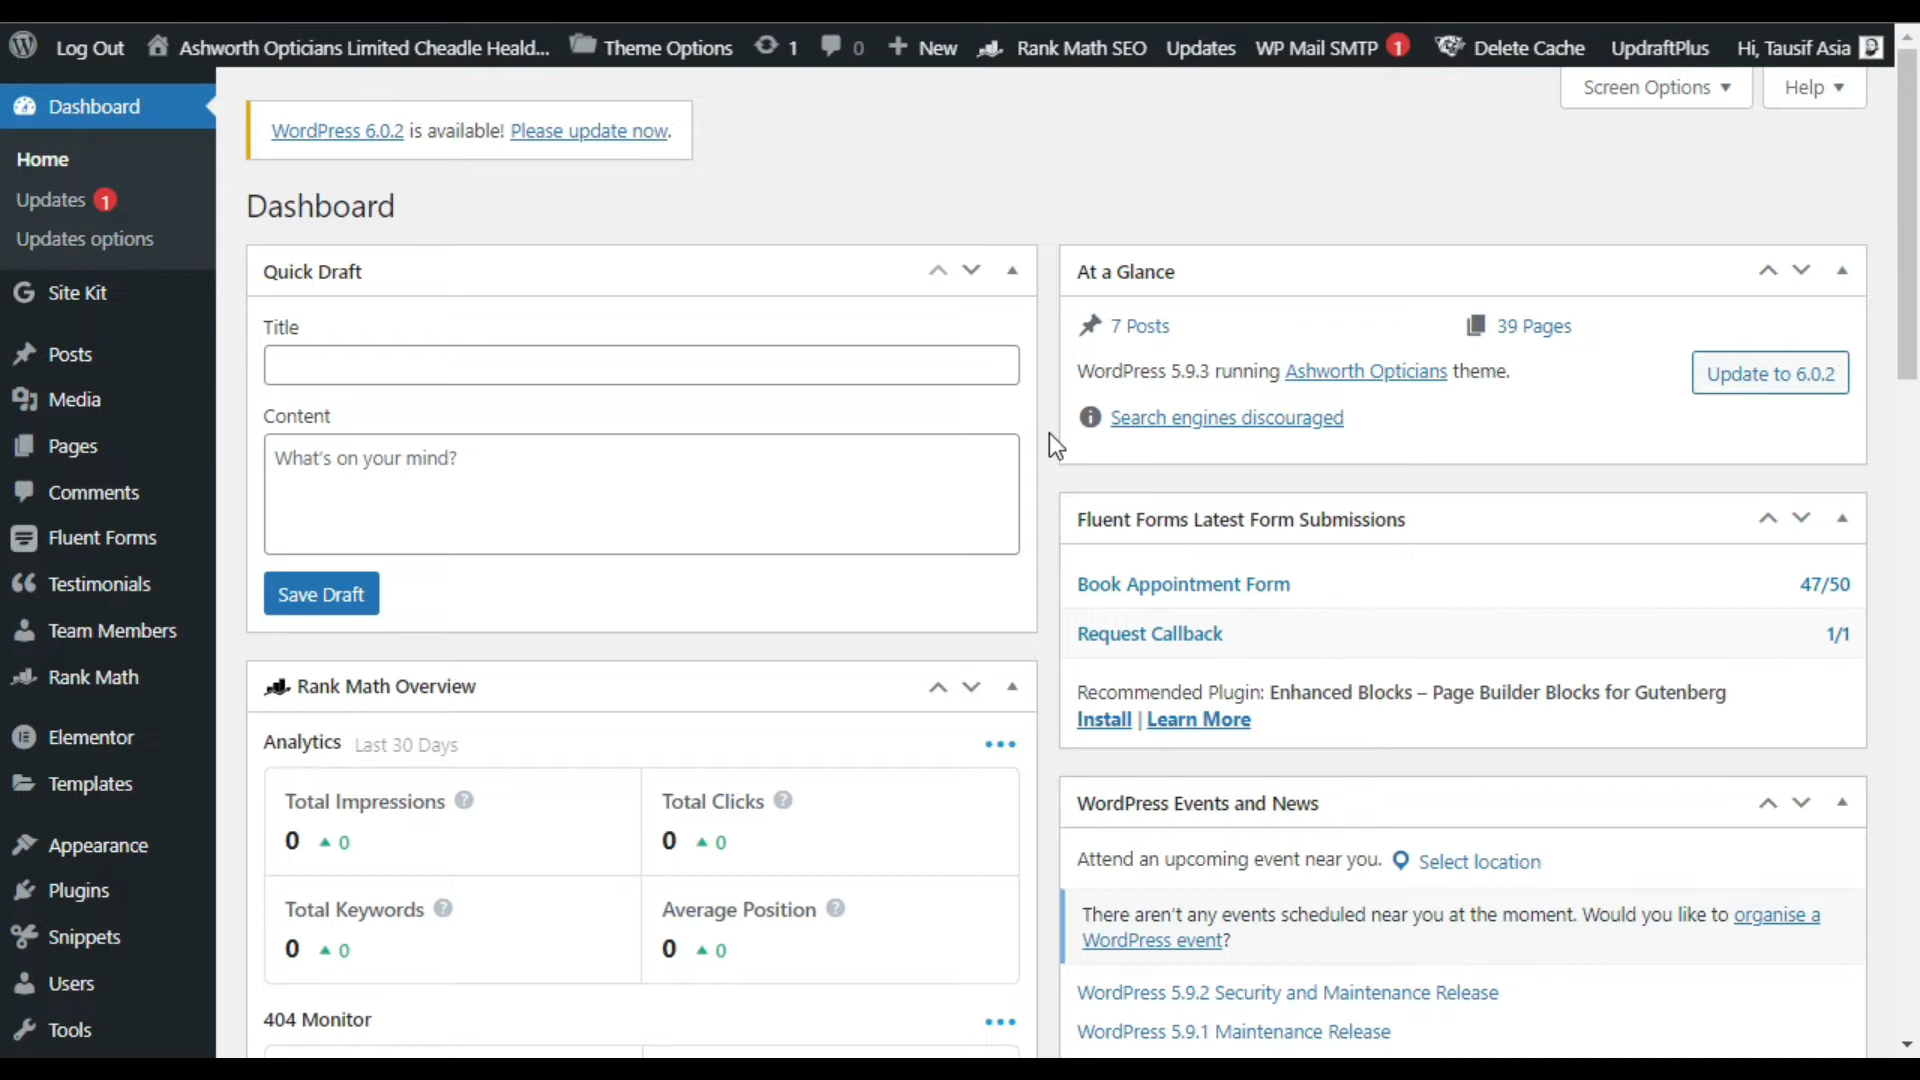 Log Out Ashworth Opticians Limited Cheadle Heald... Theme Options 1 0 New Rank Math SEO Updates WP Mail SMTP 1 Delete Cache UpdraftPlus Hi, Tausif Asia
Screen Options Help
Dashboard
Home
Updates 1
Updates options
Site Kit
Posts
Media
Pages
Comments
Fluent Forms
Testimonials
Team Members
Rank Math
Elementor
Templates
Appearance
Plugins
Snippets
Users
Tools
WordPress 6.0.2 is available! Please update now.
Dashboard
Quick Draft
Title
Content
What's on your mind?
Save Draft
Rank Math Overview
Analytics Last 30 Days
Total Impressions Total Clicks
0 0 0 0
Total Keywords Average Position
0 0 0 0
404 Monitor
At a Glance
7 Posts 39 Pages
WordPress 5.9.3 running Ashworth Opticians theme. Update to 6.0.2
Search engines discouraged
Fluent Forms Latest Form Submissions
Book Appointment Form 47/50
Request Callback 1/1
Recommended Plugin: Enhanced Blocks – Page Builder Blocks for Gutenberg
Install | Learn More
WordPress Events and News
Attend an upcoming event near you. Select location
There aren't any events scheduled near you at the moment. Would you like to organise a
WordPress event?
WordPress 5.9.2 Security and Maintenance Release
WordPress 5.9.1 Maintenance Release